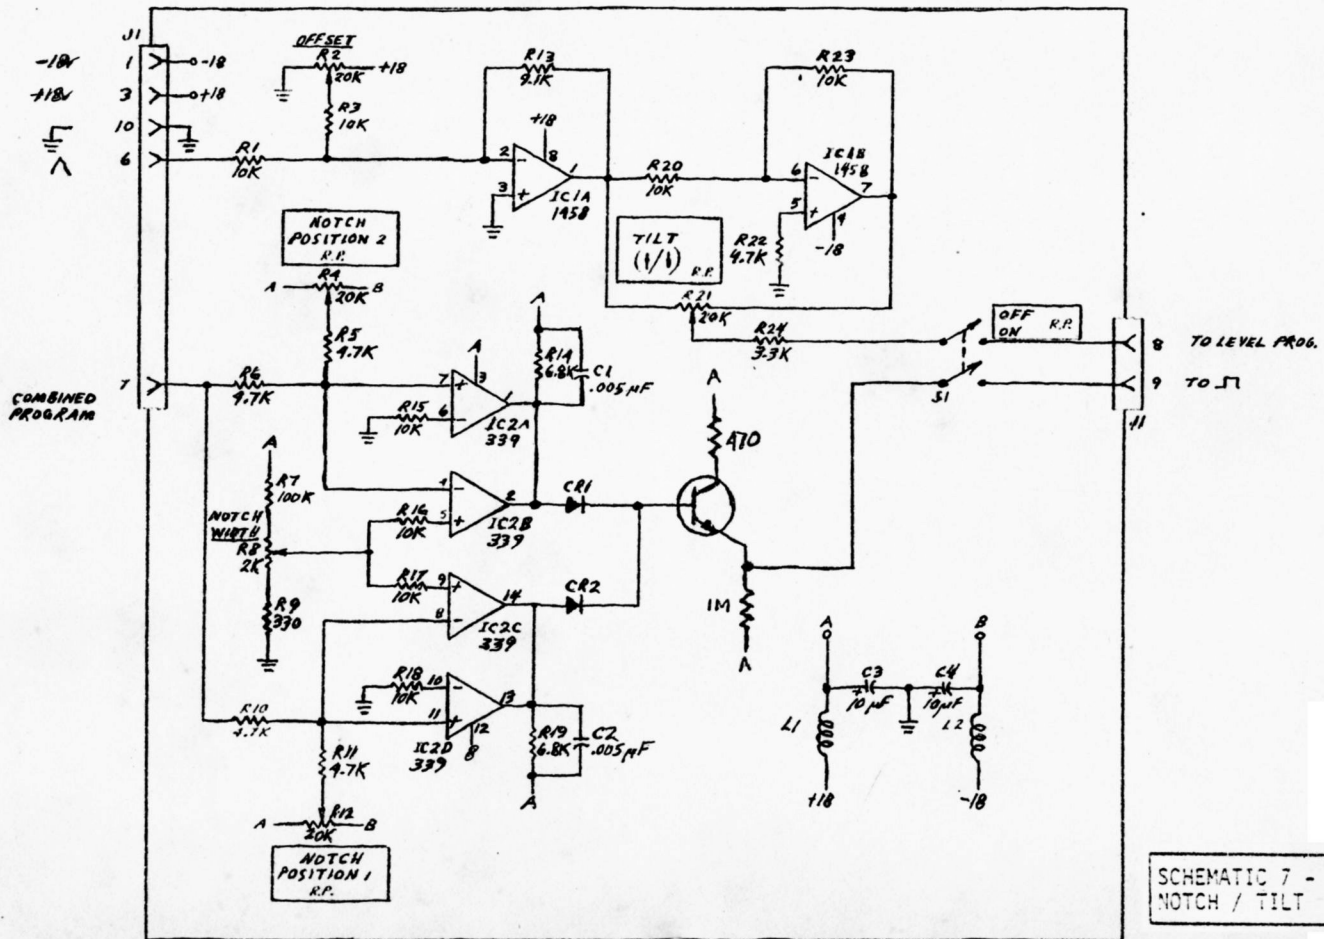 J1
-18V
1
-18
+18V
3
+18
10
6
Λ
OFFSET
R2
20K
+18
R3
10K
R1
10K
R13
9.1K
+18
2
-
8
1
3
+
IC1A
1458
R20
10K
R23
10K
IC1B
1458
6
-
7
5
+
4
-18
R22
4.7K
NOTCH
POSITION 2
R.P.
TILT
R.P.
R4
A
B
20K
R5
4.7K
R21
20K
R24
3.3K
OFF
ON
R.P.
S1
8
TO LEVEL PROG.
9
TO
J1
7
COMBINED
PROGRAM
R6
4.7K
A
7
+
3
1
6
-
IC2A
339
R15
10K
A
R14
6.8K
C1
.005µF
A
470
A
R7
100K
NOTCH
WIDTH
R8
2K
R9
330
4
-
2
5
+
IC2B
339
R16
10K
CR1
R17
10K
9
+
14
8
-
IC2C
339
CR2
1M
A
R18
10K
10
-
13
11
+
12
B
IC2D
339
R10
4.7K
R11
4.7K
R19
6.8K
C2
.005µF
A
A
R12
B
20K
NOTCH
POSITION 1
R.P.
A
B
C3
+
10µF
C4
+
10µF
L1
L2
+18
-18
SCHEMATIC 7 -
NOTCH / TILT